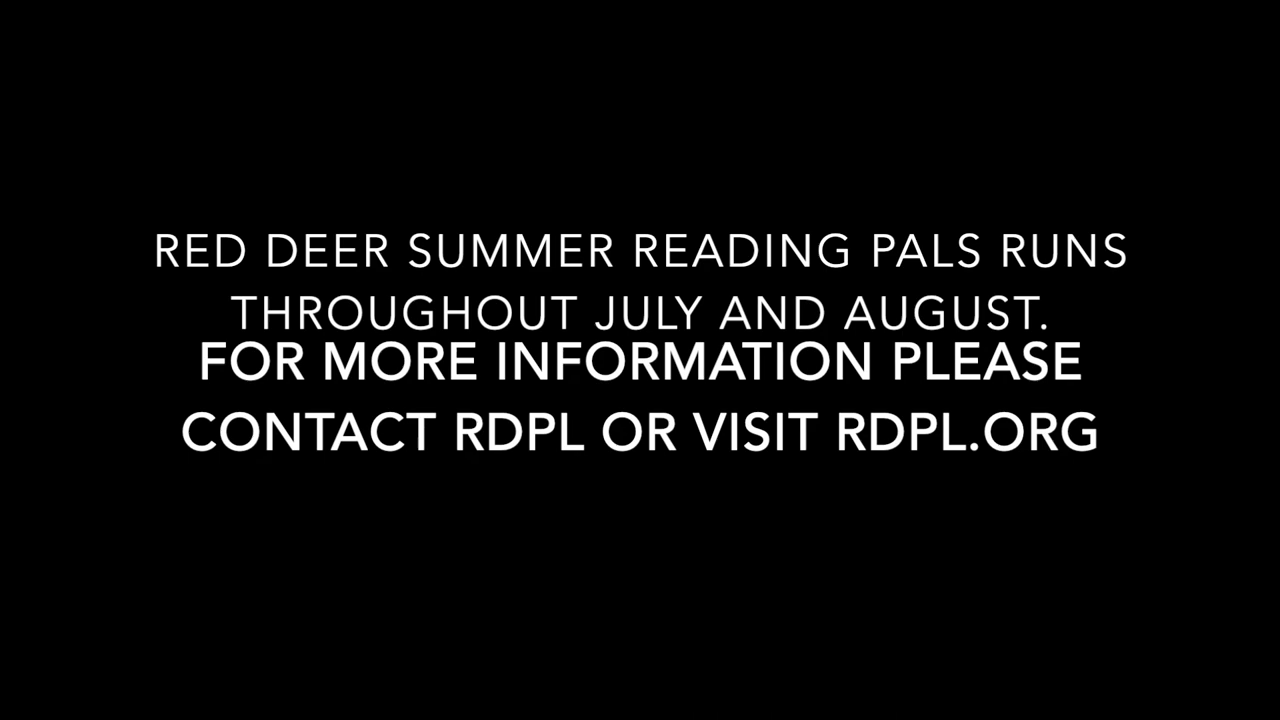 RED DEER SUMMER READING PALS RUNS
THROUGHOUT JULY AND AUGUST.
FOR MORE INFORMATION PLEASE
CONTACT RDPL OR VISIT RDPL.ORG